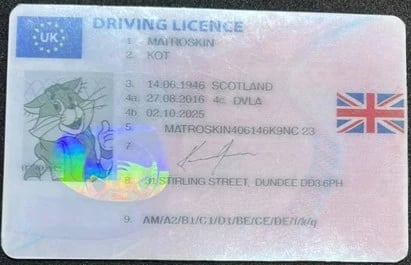 DRIVING LICENCE
UK
1. MATROSKIN
2. KOT
3. 14.06.1946 SCOTLAND
4a. 27.08.2016 4c. DVLA
4b. 02.10.2025
5. MATROSKIN406146K9NC 23
7.
8. 31 STIRLING STREET, DUNDEE DD3 6PH
9. AM/A2/B1/C1/D1/BE/CE/DE/f/k/q